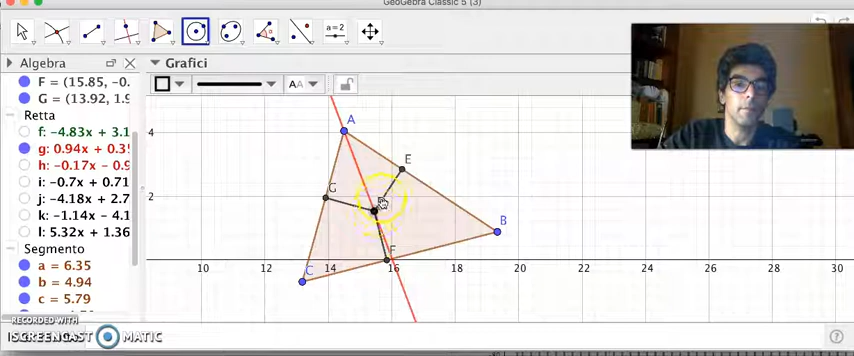 GeoGebra Classic 5 (3)
a=2
Algebra
Grafici
F = (15.85, -0.
G = (13.92, 1.9
Retta
f: -4.83x + 3.1
g: 0.94x + 0.35
h: -0.17x - 0.9
i: -0.7x + 0.71
j: -4.18x + 2.7
k: -1.14x - 4.1
l: 5.32x + 1.36
Segmento
a = 6.35
b = 4.94
c = 5.79
AA
A
E
G
B
F
C
4
2
10 12 14 16 18 20 22 24 26 28 30
RECORDED WITH
SCREENCAST MATIC